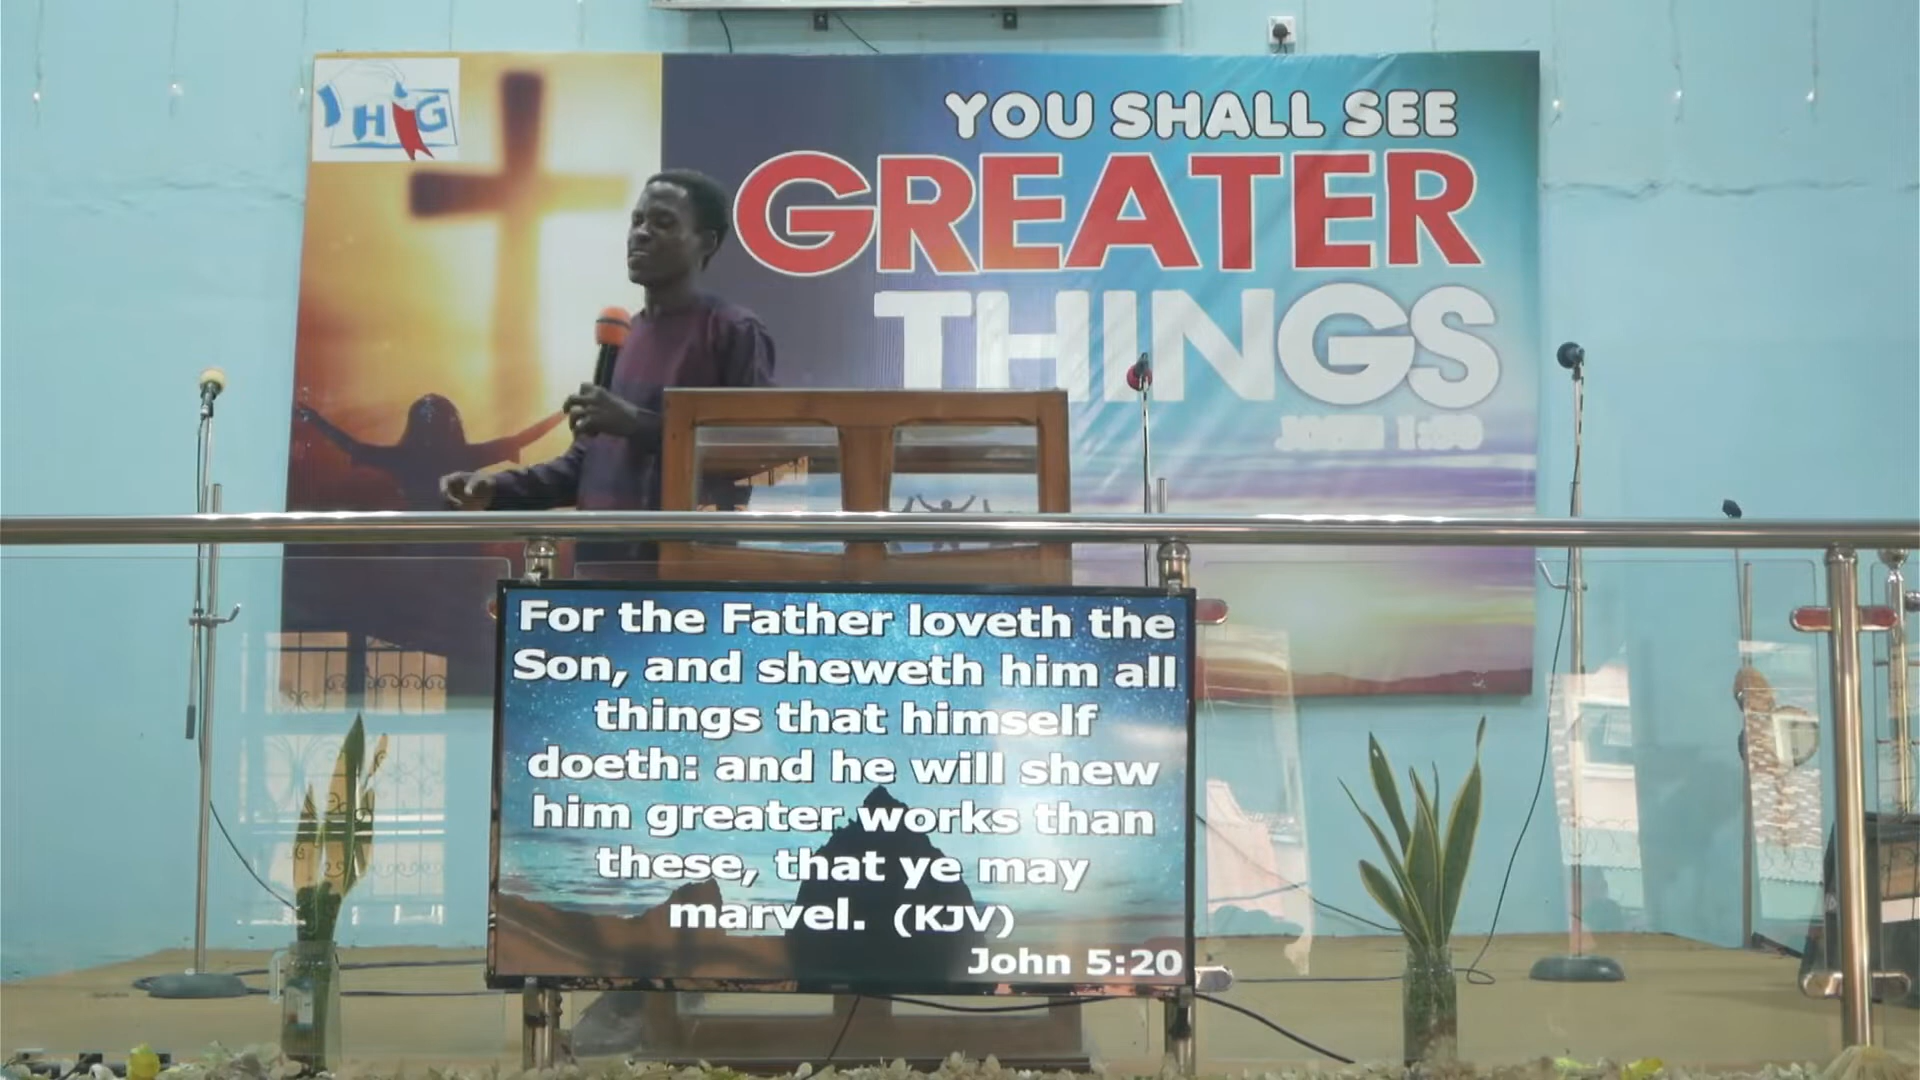 HG
YOU SHALL SEE
GREATER
THINGS
For the Father loveth the
Son, and sheweth him all
things that himself
doeth: and he will shew
him greater works than
these, that ye may
marvel. (KJV)
John 5:20